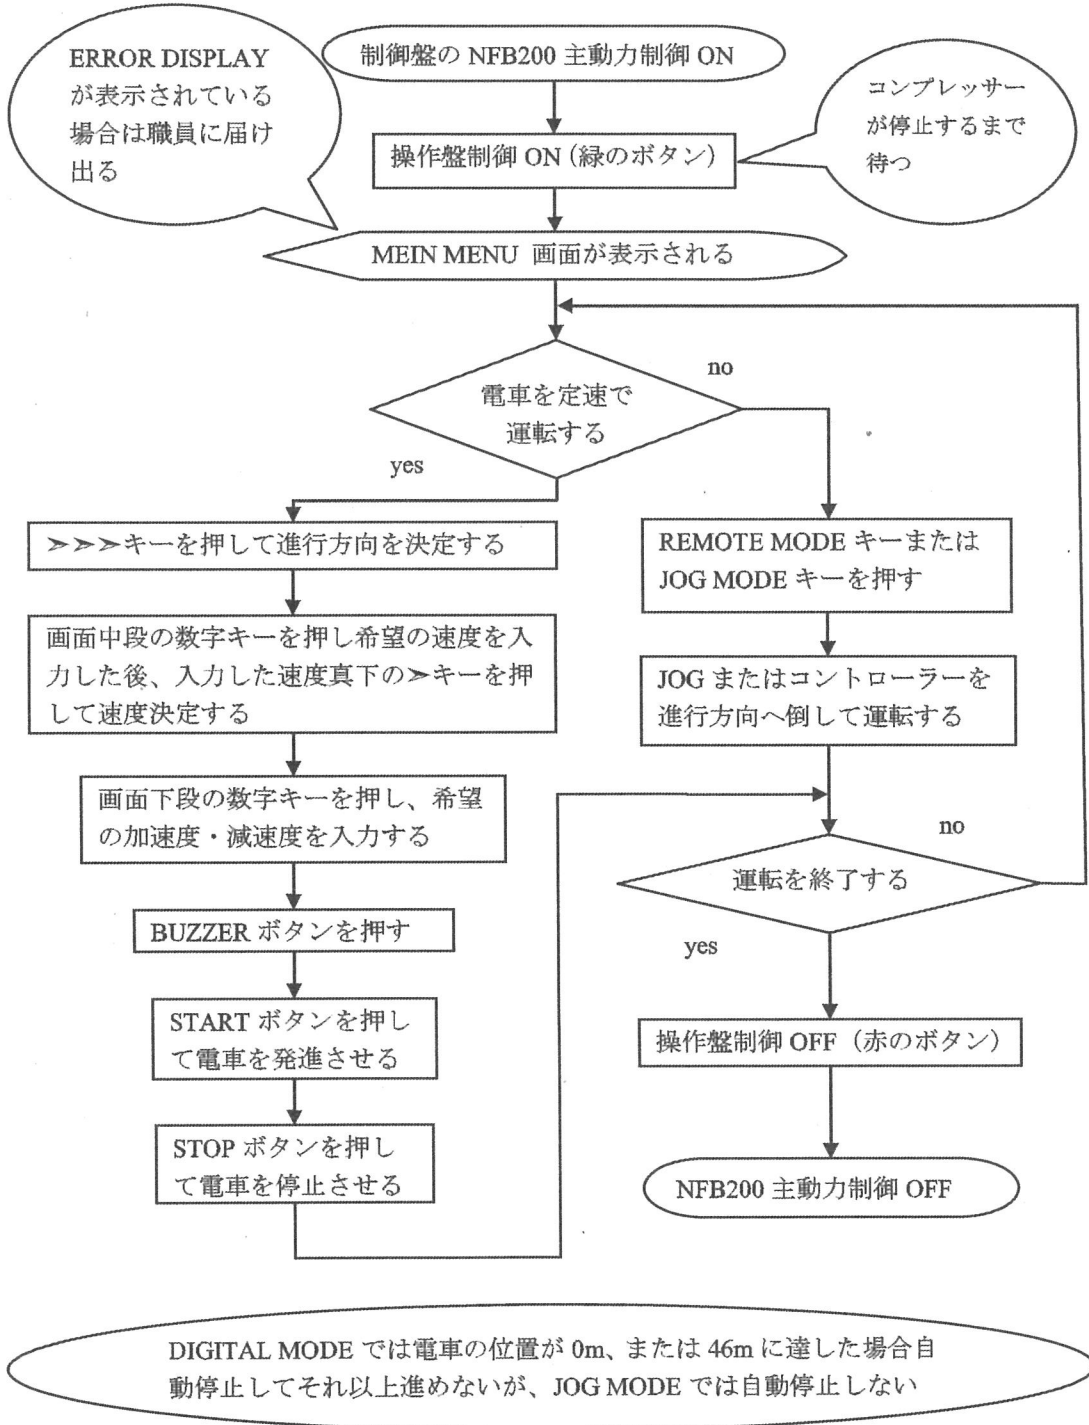 ERROR DISPLAY
が表示されている
場合は職員に届け
出る
制御盤の NFB200 主動力制御 ON
コンプレッサー
が停止するまで
待つ
操作盤制御 ON（緑のボタン）
MEIN MENU 画面が表示される
電車を定速で
運転する
no
yes
➢➢➢キーを押して進行方向を決定する
画面中段の数字キーを押し希望の速度を入
力した後、入力した速度真下の➢キーを押
して速度決定する
画面下段の数字キーを押し、希望
の加速度・減速度を入力する
BUZZER ボタンを押す
START ボタンを押し
て電車を発進させる
STOP ボタンを押し
て電車を停止させる
REMOTE MODE キーまたは
JOG MODE キーを押す
JOG またはコントローラーを
進行方向へ倒して運転する
運転を終了する
no
yes
操作盤制御 OFF（赤のボタン）
NFB200 主動力制御 OFF
DIGITAL MODE では電車の位置が 0m、または 46m に達した場合自
動停止してそれ以上進めないが、JOG MODE では自動停止しない